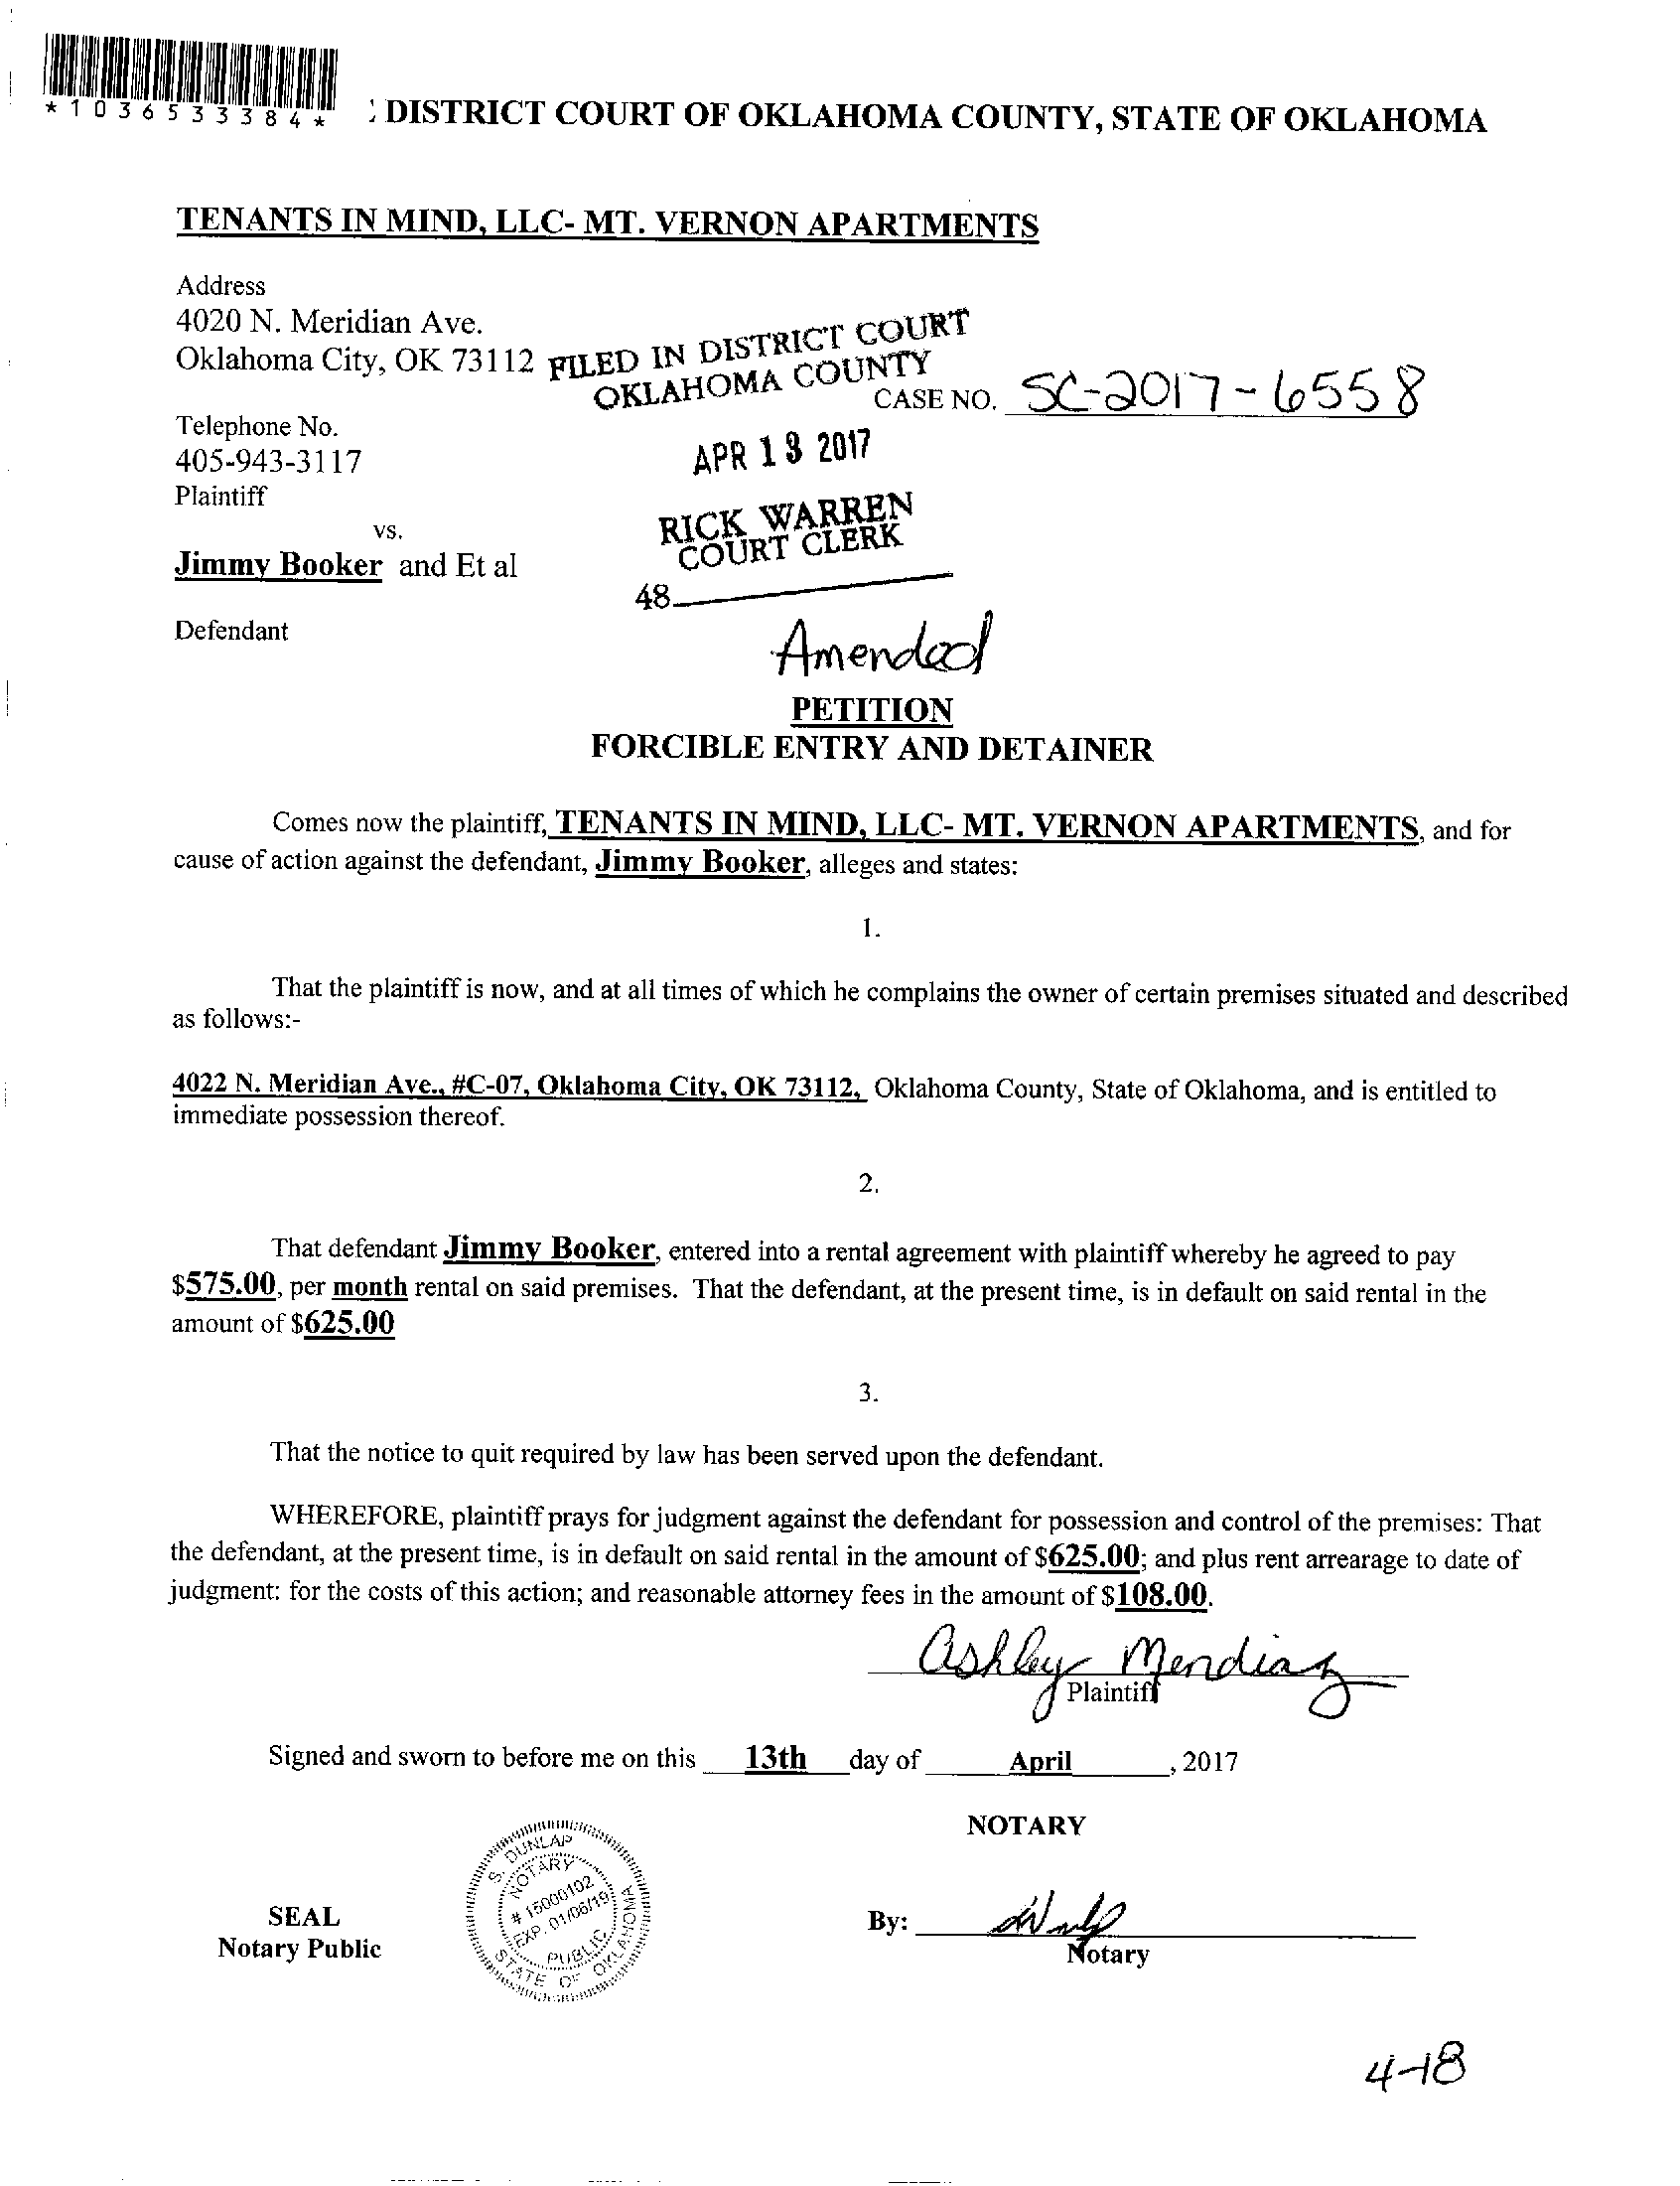 *1036533384*
: DISTRICT COURT OF OKLAHOMA COUNTY, STATE OF OKLAHOMA
TENANTS IN MIND, LLC- MT. VERNON APARTMENTS
Address
4020 N. Meridian Ave.
Oklahoma City, OK 73112
FILED IN DISTRICT COURT
OKLAHOMA COUNTY
CASE NO. SC-2017-6558
Telephone No.
405-943-3117
APR 13 2017
Plaintiff
vs.
RICK WARREN
COURT CLERK
Jimmy Booker and Et al
48
Defendant
Amended
PETITION
FORCIBLE ENTRY AND DETAINER
Comes now the plaintiff, TENANTS IN MIND, LLC- MT. VERNON APARTMENTS, and for
cause of action against the defendant, Jimmy Booker, alleges and states:
1.
That the plaintiff is now, and at all times of which he complains the owner of certain premises situated and described
as follows:-
4022 N. Meridian Ave., #C-07, Oklahoma City, OK 73112, Oklahoma County, State of Oklahoma, and is entitled to
immediate possession thereof.
2.
That defendant Jimmy Booker, entered into a rental agreement with plaintiff whereby he agreed to pay
$575.00, per month rental on said premises. That the defendant, at the present time, is in default on said rental in the
amount of $625.00
3.
That the notice to quit required by law has been served upon the defendant.
WHEREFORE, plaintiff prays for judgment against the defendant for possession and control of the premises: That
the defendant, at the present time, is in default on said rental in the amount of $625.00; and plus rent arrearage to date of
judgment: for the costs of this action; and reasonable attorney fees in the amount of $108.00.
Ashley Mendiaz
Plaintiff
Signed and sworn to before me on this 13th day of April, 2017
NOTARY
S. DUNLAP
NOTARY
# 15000102
EXP. 01/06/19
PUBLIC
STATE OF OKLAHOMA
SEAL
Notary Public
By:
Notary
4-18